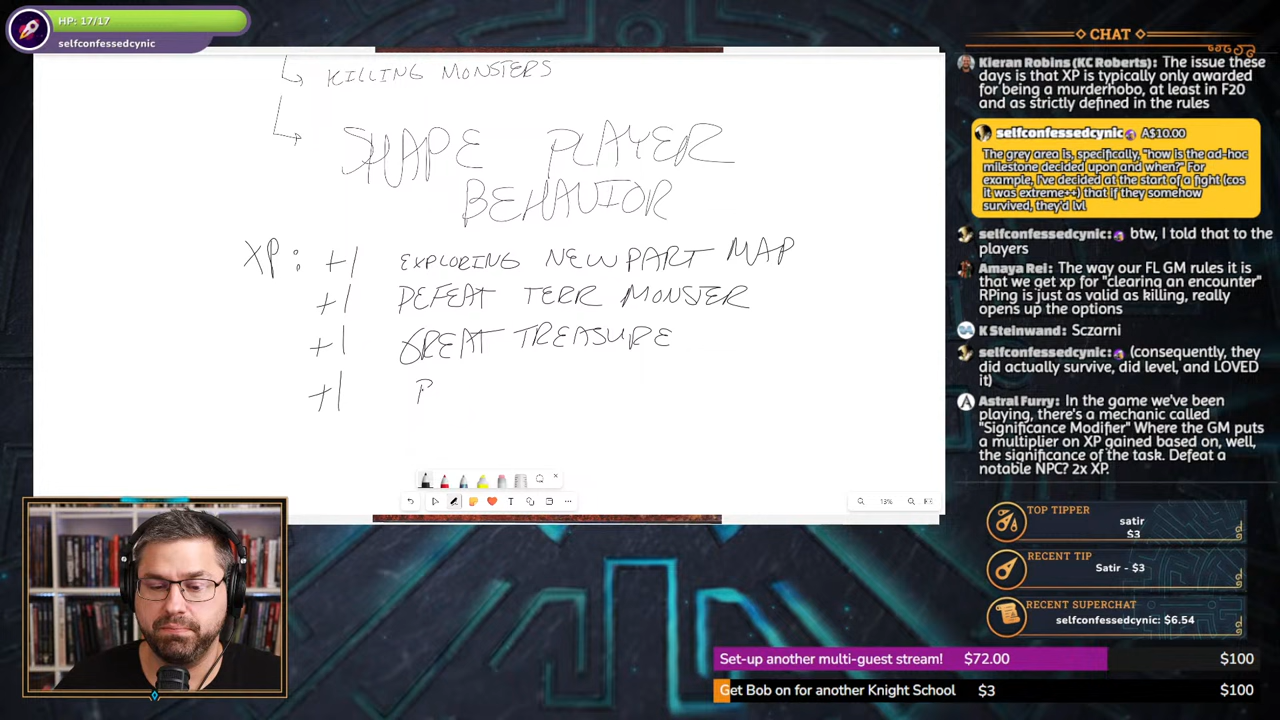 HP: 17/17
selfconfessedcynic
KILLING MONSTERS
SHAPE PLAYER
BEHAVIOR
XP: +1 EXPLORING NEW PART MAP
+1 DEFEAT TERR MONSTER
+1 GREAT TREASURE
+1
13%
CHAT
Kieran Robins (KC Roberts): The issue these
days is that XP is typically only awarded
for being a murderhobo, at least in F20
and as strictly defined in the rules
selfconfessedcynic A$10.00
The grey area is, specifically, "how is the ad-hoc
milestone decided upon and when?" For
example, I've decided at the start of a fight (cos
it was extreme++) that if they somehow
survived, they'd lvl
selfconfessedcynic: btw, I told that to the
players
Amaya Rei: The way our FL GM rules it is
that we get xp for "clearing an encounter"
RPing is just as valid as killing, really
opens up the options
K Steinwand: Sczarni
selfconfessedcynic: (consequently, they
did actually survive, did level, and LOVED
it)
Astral Furry: In the game we've been
playing, there's a mechanic called
"Significance Modifier" Where the GM puts
a multiplier on XP gained based on, well,
the significance of the task. Defeat a
notable NPC? 2x XP.
TOP TIPPER
satir
$3
RECENT TIP
Satir - $3
RECENT SUPERCHAT
selfconfessedcynic: $6.54
Set-up another multi-guest stream! $72.00 $100
Get Bob on for another Knight School $3 $100